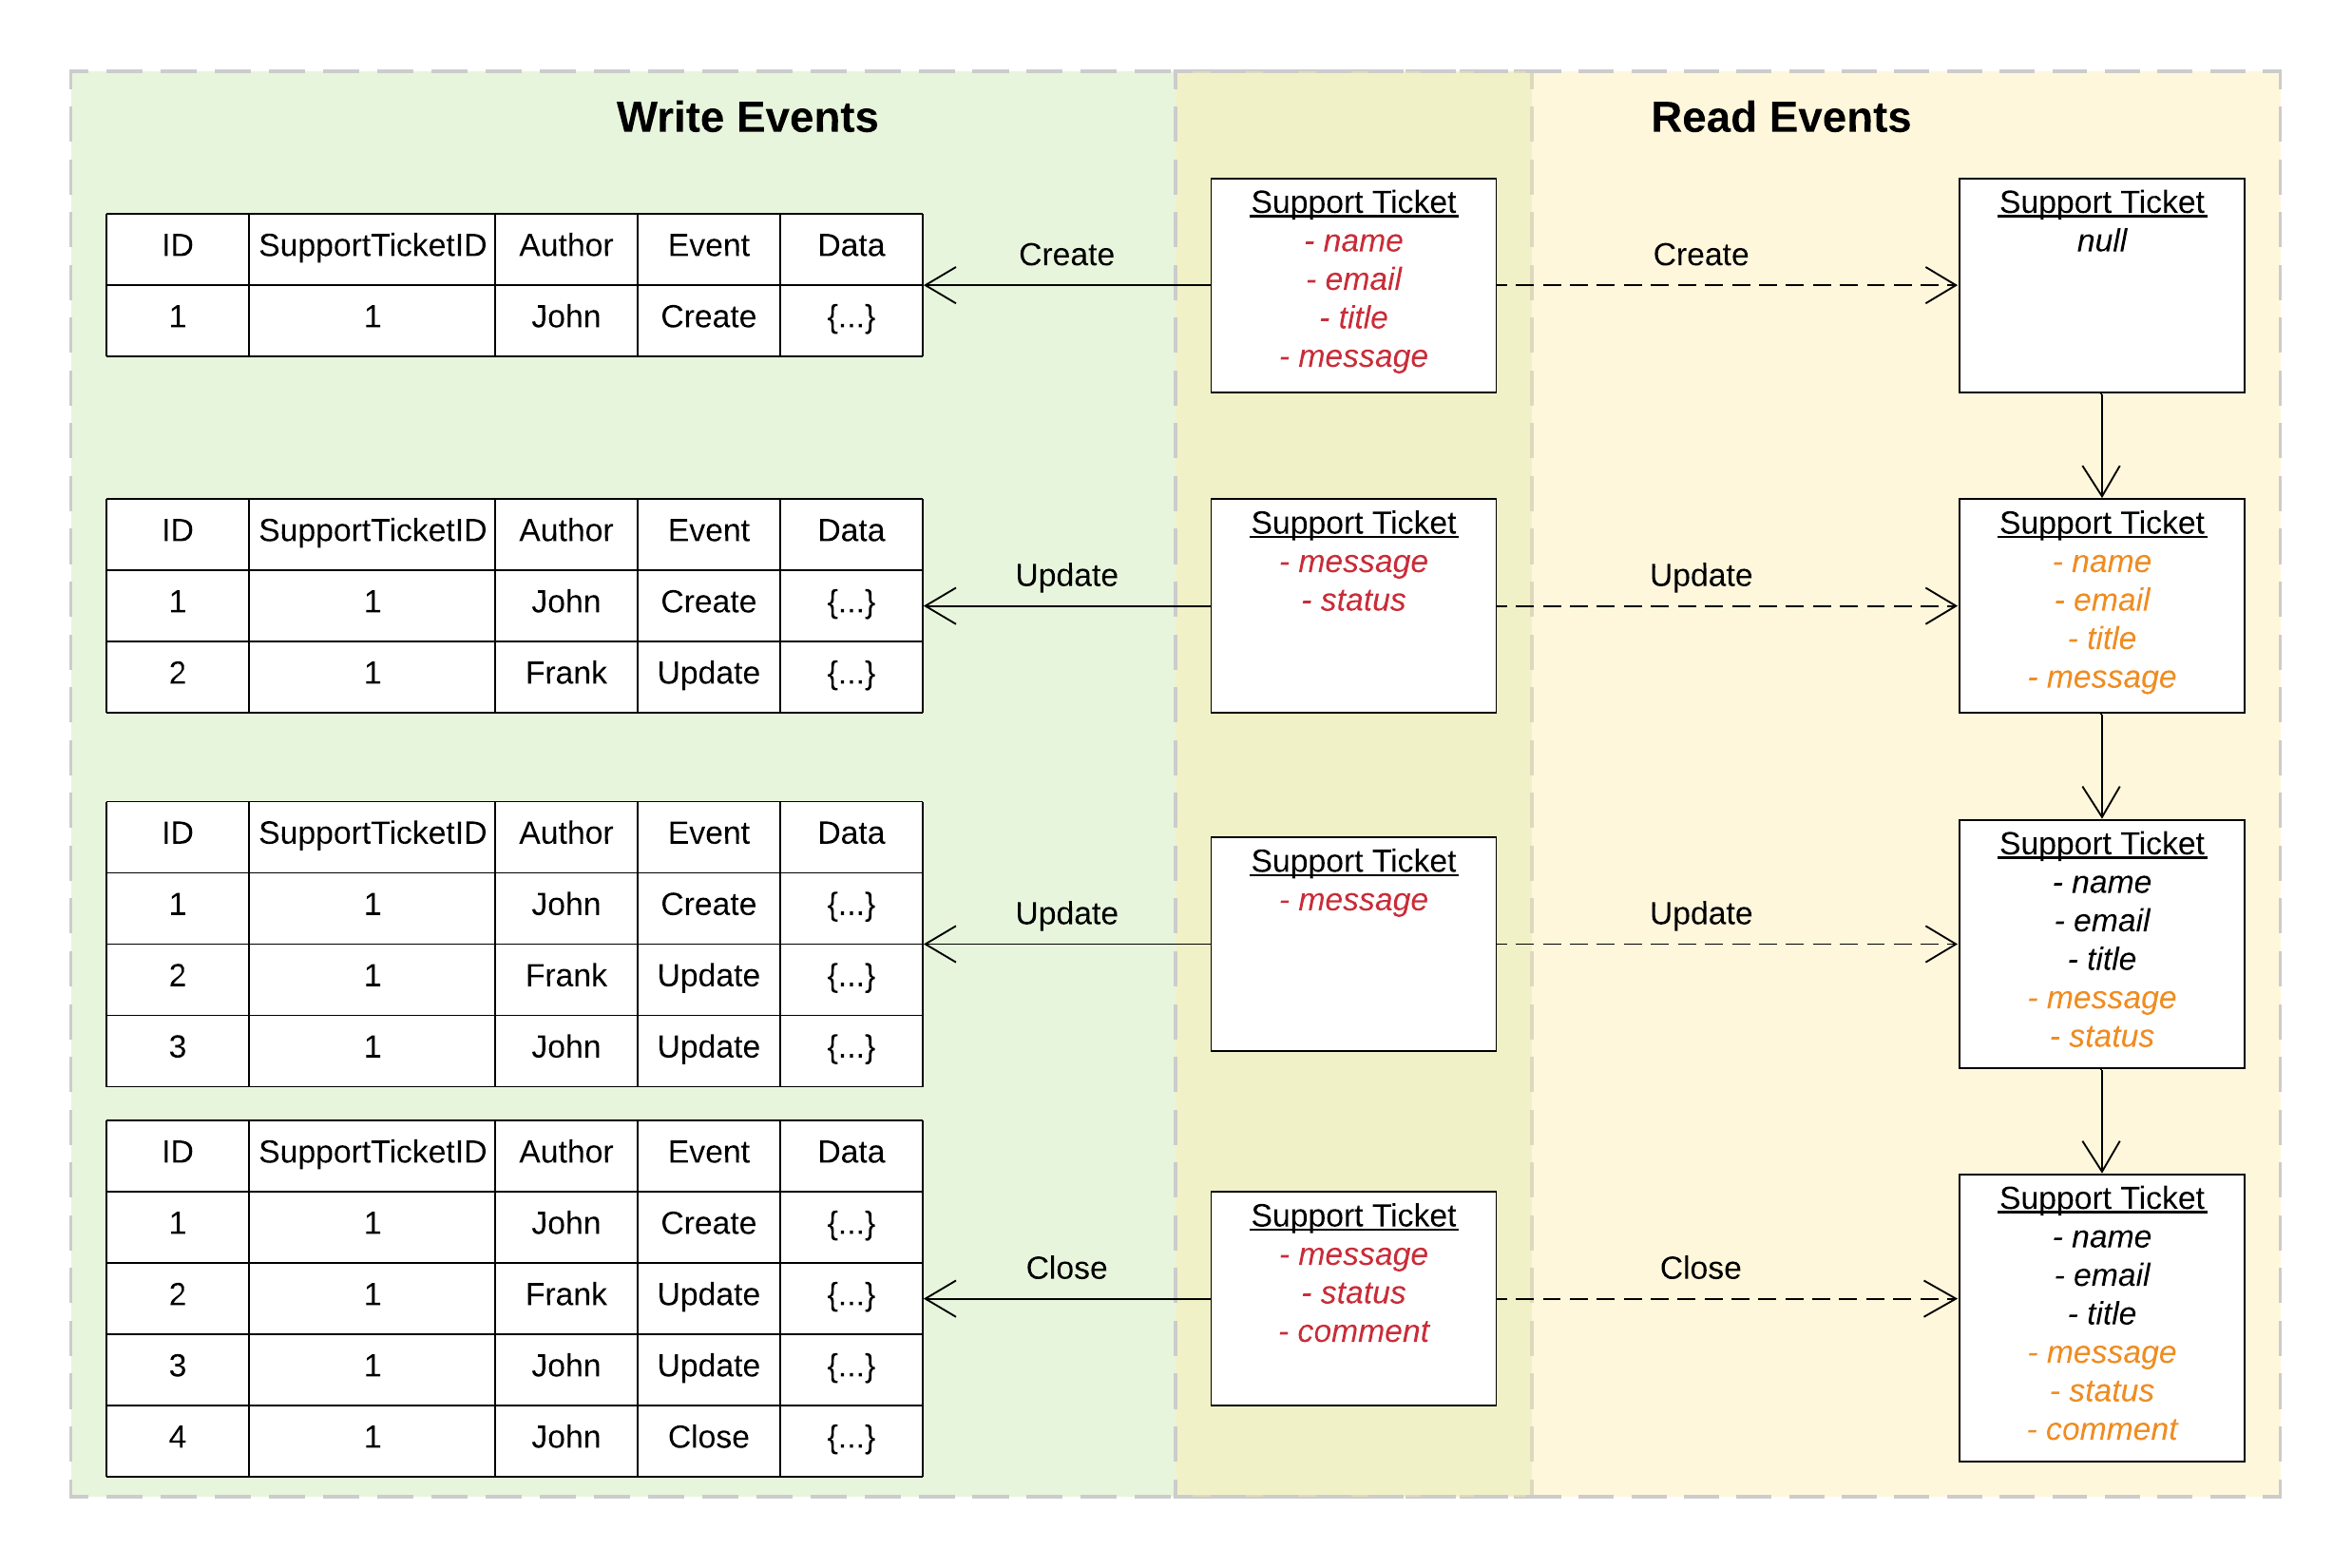 Write Events
Read Events
ID SupportTicketID Author Event Data
1 1 John Create {...}
Create
Support Ticket
- name
- email
- title
- message
Create
Support Ticket
null
ID SupportTicketID Author Event Data
1 1 John Create {...}
2 1 Frank Update {...}
Update
Support Ticket
- message
- status
Update
Support Ticket
- name
- email
- title
- message
ID SupportTicketID Author Event Data
1 1 John Create {...}
2 1 Frank Update {...}
3 1 John Update {...}
Update
Support Ticket
- message
Update
Support Ticket
- name
- email
- title
- message
- status
ID SupportTicketID Author Event Data
1 1 John Create {...}
2 1 Frank Update {...}
3 1 John Update {...}
4 1 John Close {...}
Close
Support Ticket
- message
- status
- comment
Close
Support Ticket
- name
- email
- title
- message
- status
- comment